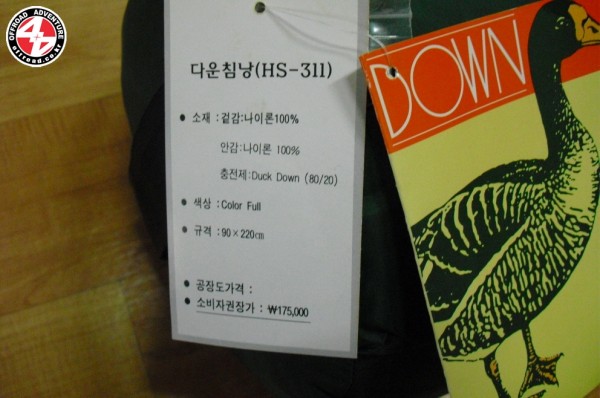 OFFROAD ADVENTURE
4x4
offroad.co.kr
다운침낭(HS-311)
● 소재 : 겉감:나이론100%
안감:나이론 100%
충전제:Duck Down (80/20)
● 색상 : Color Full
● 규격 : 90×220㎝
● 공장도가격 :
● 소비자권장가 : ₩175,000
DOWN